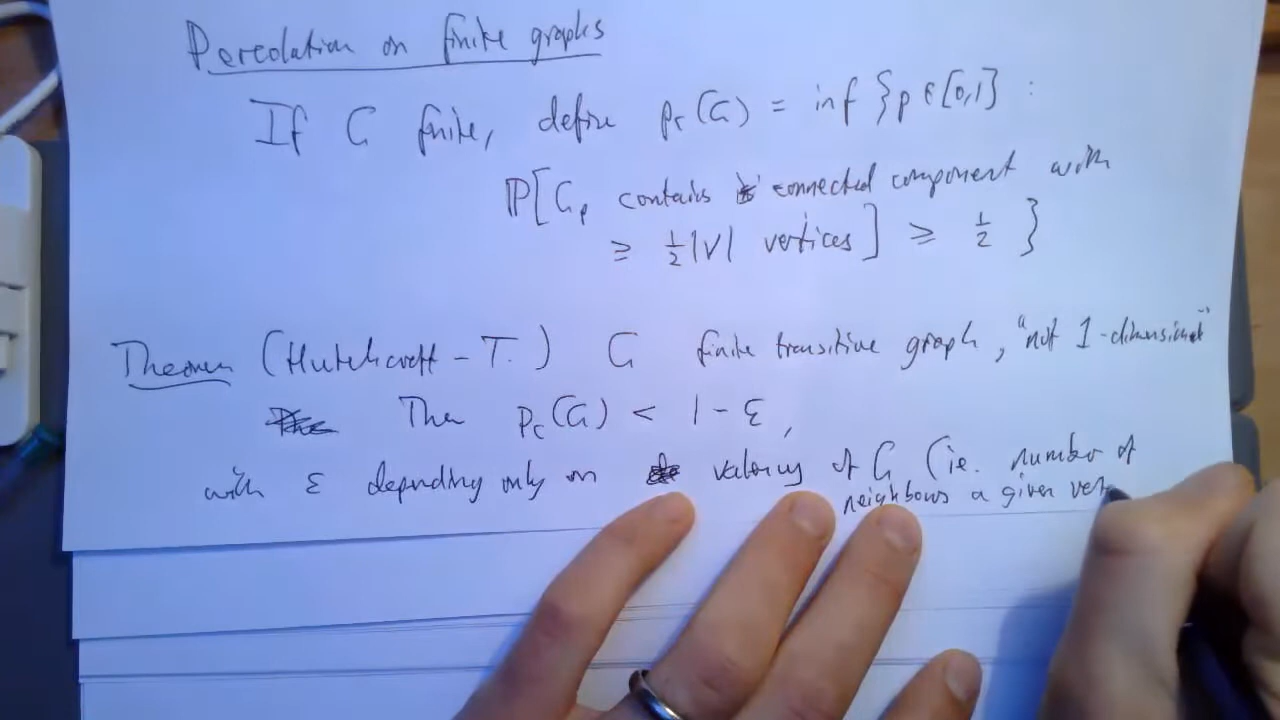 Percolation on finite graphs
If G finite, define pc(G) = inf {p ∈ [0,1] :
ℙ[Gp contains connected component with
≥ ½|V| vertices] ≥ ½ }
Theorem (Hutchcroft – T.) G finite transitive graph, "not 1-dimensional"
Then pc(G) < 1 - ε,
with ε depending only on valency of G (ie. number of
neighbours a given vert